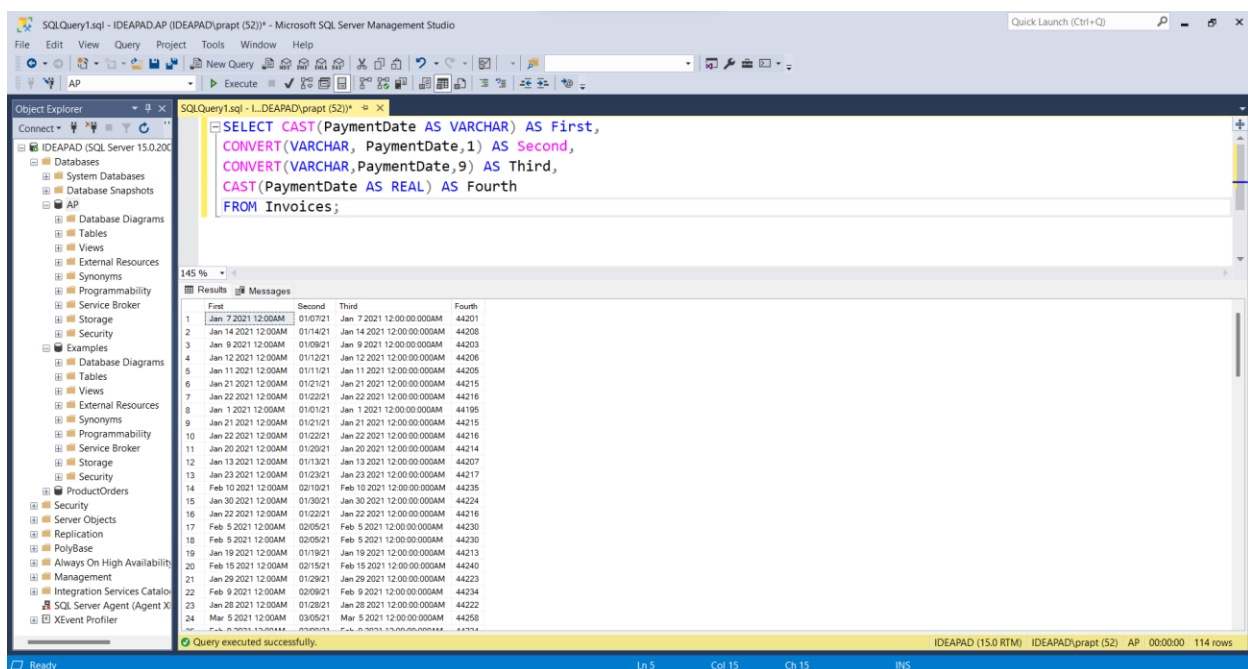 SQLQuery1.sql - IDEAPAD.AP (IDEAPAD\prapt (52))* - Microsoft SQL Server Management Studio
Quick Launch (Ctrl+Q)
File Edit View Query Project Tools Window Help
New Query
AP
Execute
Object Explorer
SQLQuery1.sql - I...DEAPAD\prapt (52))*
Connect
IDEAPAD (SQL Server 15.0.200
Databases
System Databases
Database Snapshots
AP
Database Diagrams
Tables
Views
External Resources
Synonyms
Programmability
Service Broker
Storage
Security
Examples
Database Diagrams
Tables
Views
External Resources
Synonyms
Programmability
Service Broker
Storage
Security
ProductOrders
Security
Server Objects
Replication
PolyBase
Always On High Availability
Management
Integration Services Catalo
SQL Server Agent (Agent X
XEvent Profiler
SELECT CAST(PaymentDate AS VARCHAR) AS First,
CONVERT(VARCHAR, PaymentDate,1) AS Second,
CONVERT(VARCHAR,PaymentDate,9) AS Third,
CAST(PaymentDate AS REAL) AS Fourth
FROM Invoices;
145 %
Results Messages
First Second Third Fourth
1 Jan 7 2021 12:00AM 01/07/21 Jan 7 2021 12:00:00:000AM 44201
2 Jan 14 2021 12:00AM 01/14/21 Jan 14 2021 12:00:00:000AM 44208
3 Jan 9 2021 12:00AM 01/09/21 Jan 9 2021 12:00:00:000AM 44203
4 Jan 12 2021 12:00AM 01/12/21 Jan 12 2021 12:00:00:000AM 44206
5 Jan 11 2021 12:00AM 01/11/21 Jan 11 2021 12:00:00:000AM 44205
6 Jan 21 2021 12:00AM 01/21/21 Jan 21 2021 12:00:00:000AM 44215
7 Jan 22 2021 12:00AM 01/22/21 Jan 22 2021 12:00:00:000AM 44216
8 Jan 1 2021 12:00AM 01/01/21 Jan 1 2021 12:00:00:000AM 44195
9 Jan 21 2021 12:00AM 01/21/21 Jan 21 2021 12:00:00:000AM 44215
10 Jan 22 2021 12:00AM 01/22/21 Jan 22 2021 12:00:00:000AM 44216
11 Jan 20 2021 12:00AM 01/20/21 Jan 20 2021 12:00:00:000AM 44214
12 Jan 13 2021 12:00AM 01/13/21 Jan 13 2021 12:00:00:000AM 44207
13 Jan 23 2021 12:00AM 01/23/21 Jan 23 2021 12:00:00:000AM 44217
14 Feb 10 2021 12:00AM 02/10/21 Feb 10 2021 12:00:00:000AM 44235
15 Jan 30 2021 12:00AM 01/30/21 Jan 30 2021 12:00:00:000AM 44224
16 Jan 22 2021 12:00AM 01/22/21 Jan 22 2021 12:00:00:000AM 44216
17 Feb 5 2021 12:00AM 02/05/21 Feb 5 2021 12:00:00:000AM 44230
18 Feb 5 2021 12:00AM 02/05/21 Feb 5 2021 12:00:00:000AM 44230
19 Jan 19 2021 12:00AM 01/19/21 Jan 19 2021 12:00:00:000AM 44213
20 Feb 15 2021 12:00AM 02/15/21 Feb 15 2021 12:00:00:000AM 44240
21 Jan 29 2021 12:00AM 01/29/21 Jan 29 2021 12:00:00:000AM 44223
22 Feb 9 2021 12:00AM 02/09/21 Feb 9 2021 12:00:00:000AM 44234
23 Jan 28 2021 12:00AM 01/28/21 Jan 28 2021 12:00:00:000AM 44222
24 Mar 5 2021 12:00AM 03/05/21 Mar 5 2021 12:00:00:000AM 44258
Query executed successfully.
IDEAPAD (15.0 RTM) IDEAPAD\prapt (52) AP 00:00:00 114 rows
Ready Ln 5 Col 15 Ch 15 INS